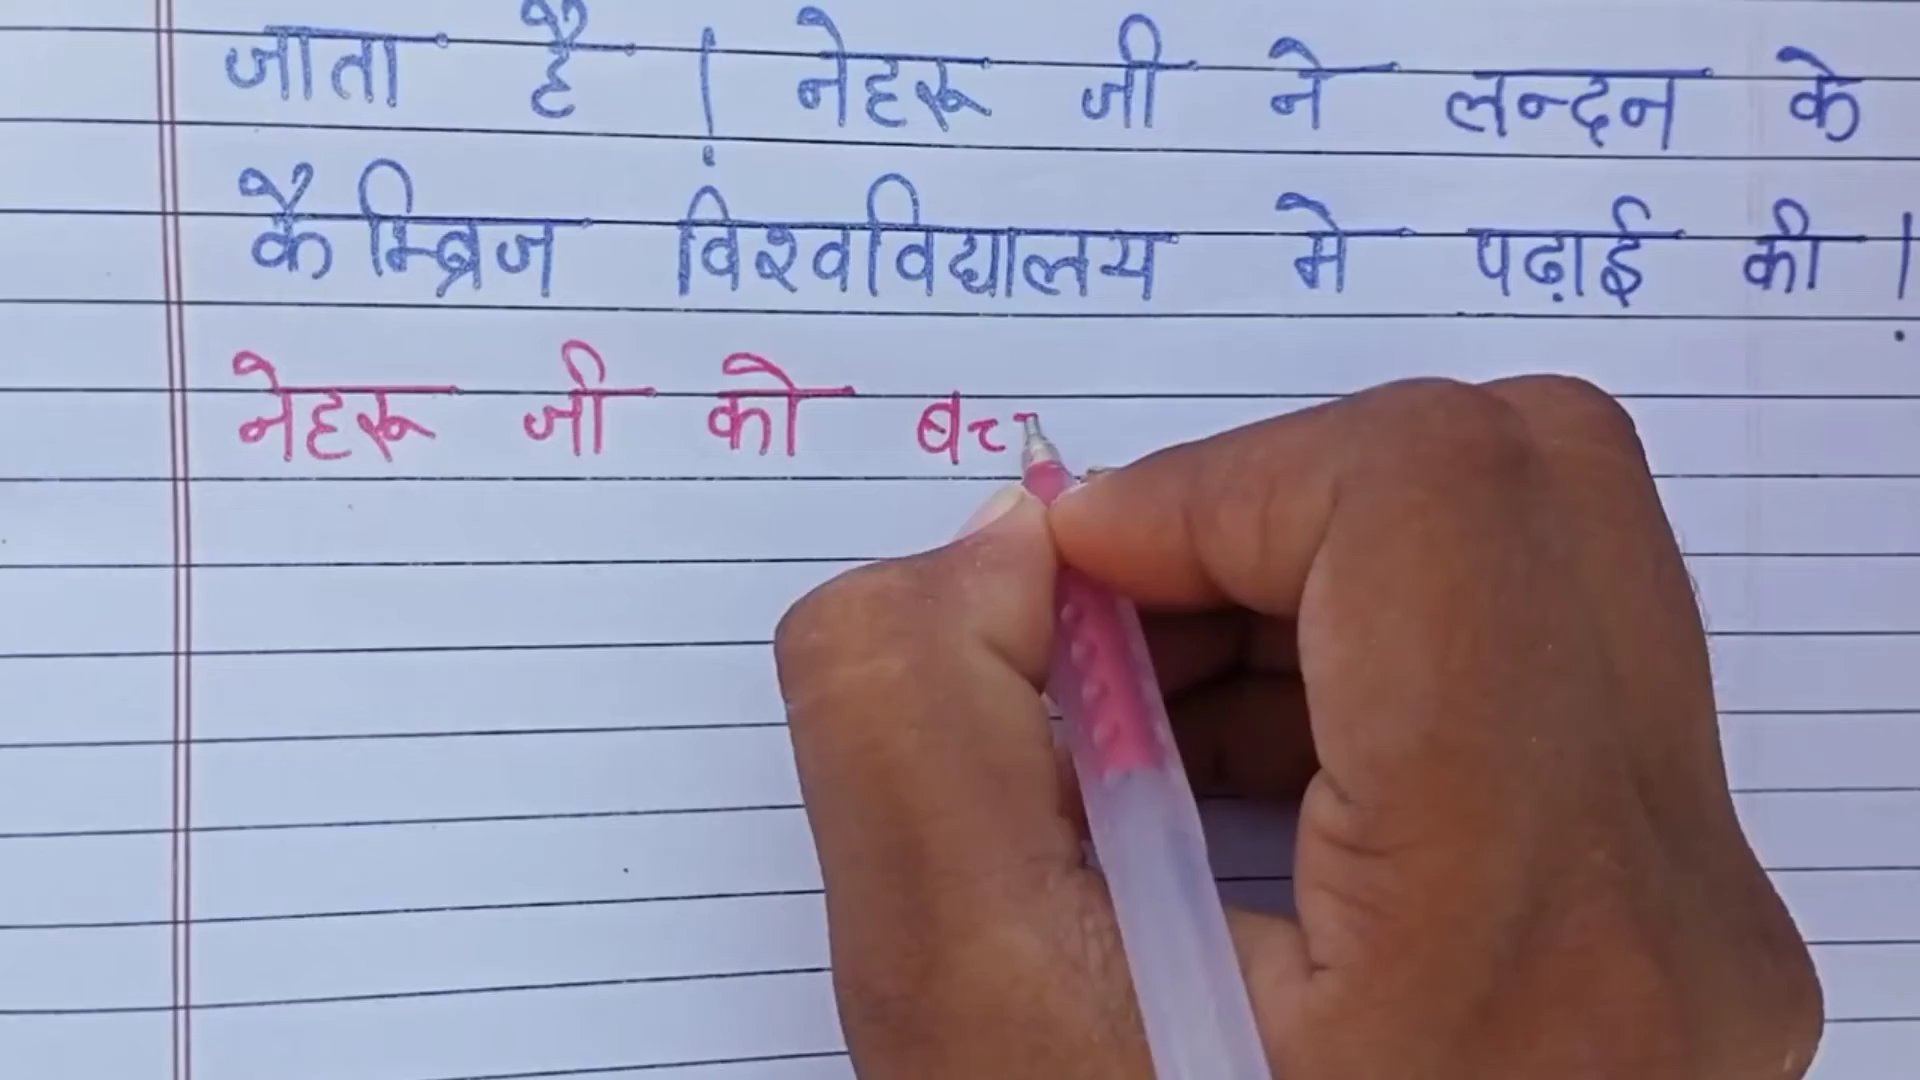 जाता है । नेहरू जी ने लन्दन के
कैम्ब्रिज विश्वविद्यालय मे पढ़ाई की ।
नेहरू जी को